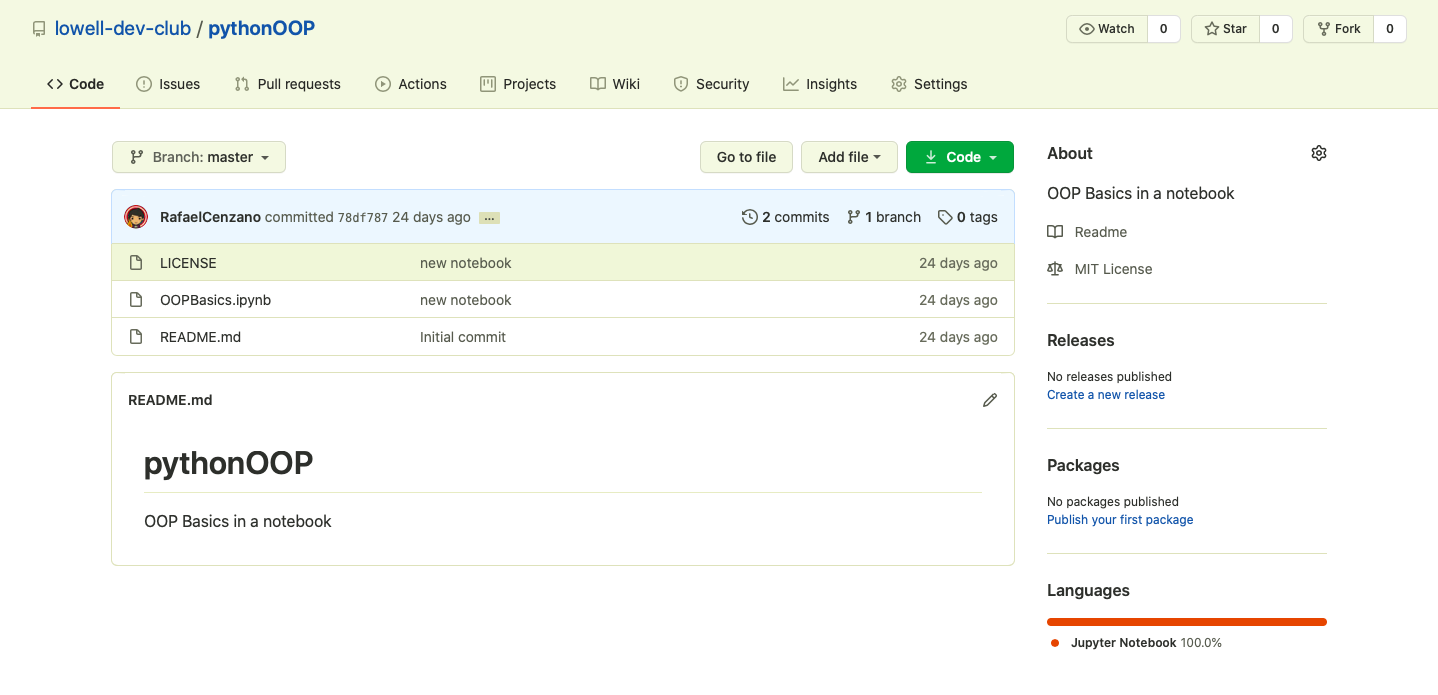 lowell-dev-club / pythonOOP
Watch 0 Star 0 Fork 0
Code Issues Pull requests Actions Projects Wiki Security Insights Settings
Branch: master Go to file Add file Code
RafaelCenzano committed 78df787 24 days ago ... 2 commits 1 branch 0 tags
LICENSE new notebook 24 days ago
OOPBasics.ipynb new notebook 24 days ago
README.md Initial commit 24 days ago
README.md
pythonOOP
OOP Basics in a notebook
About
OOP Basics in a notebook
Readme
MIT License
Releases
No releases published
Create a new release
Packages
No packages published
Publish your first package
Languages
Jupyter Notebook 100.0%